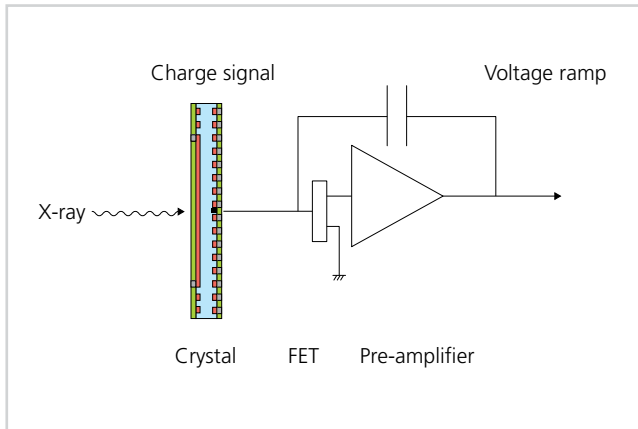 Charge signal
Voltage ramp
X-ray
Crystal
FET
Pre-amplifier